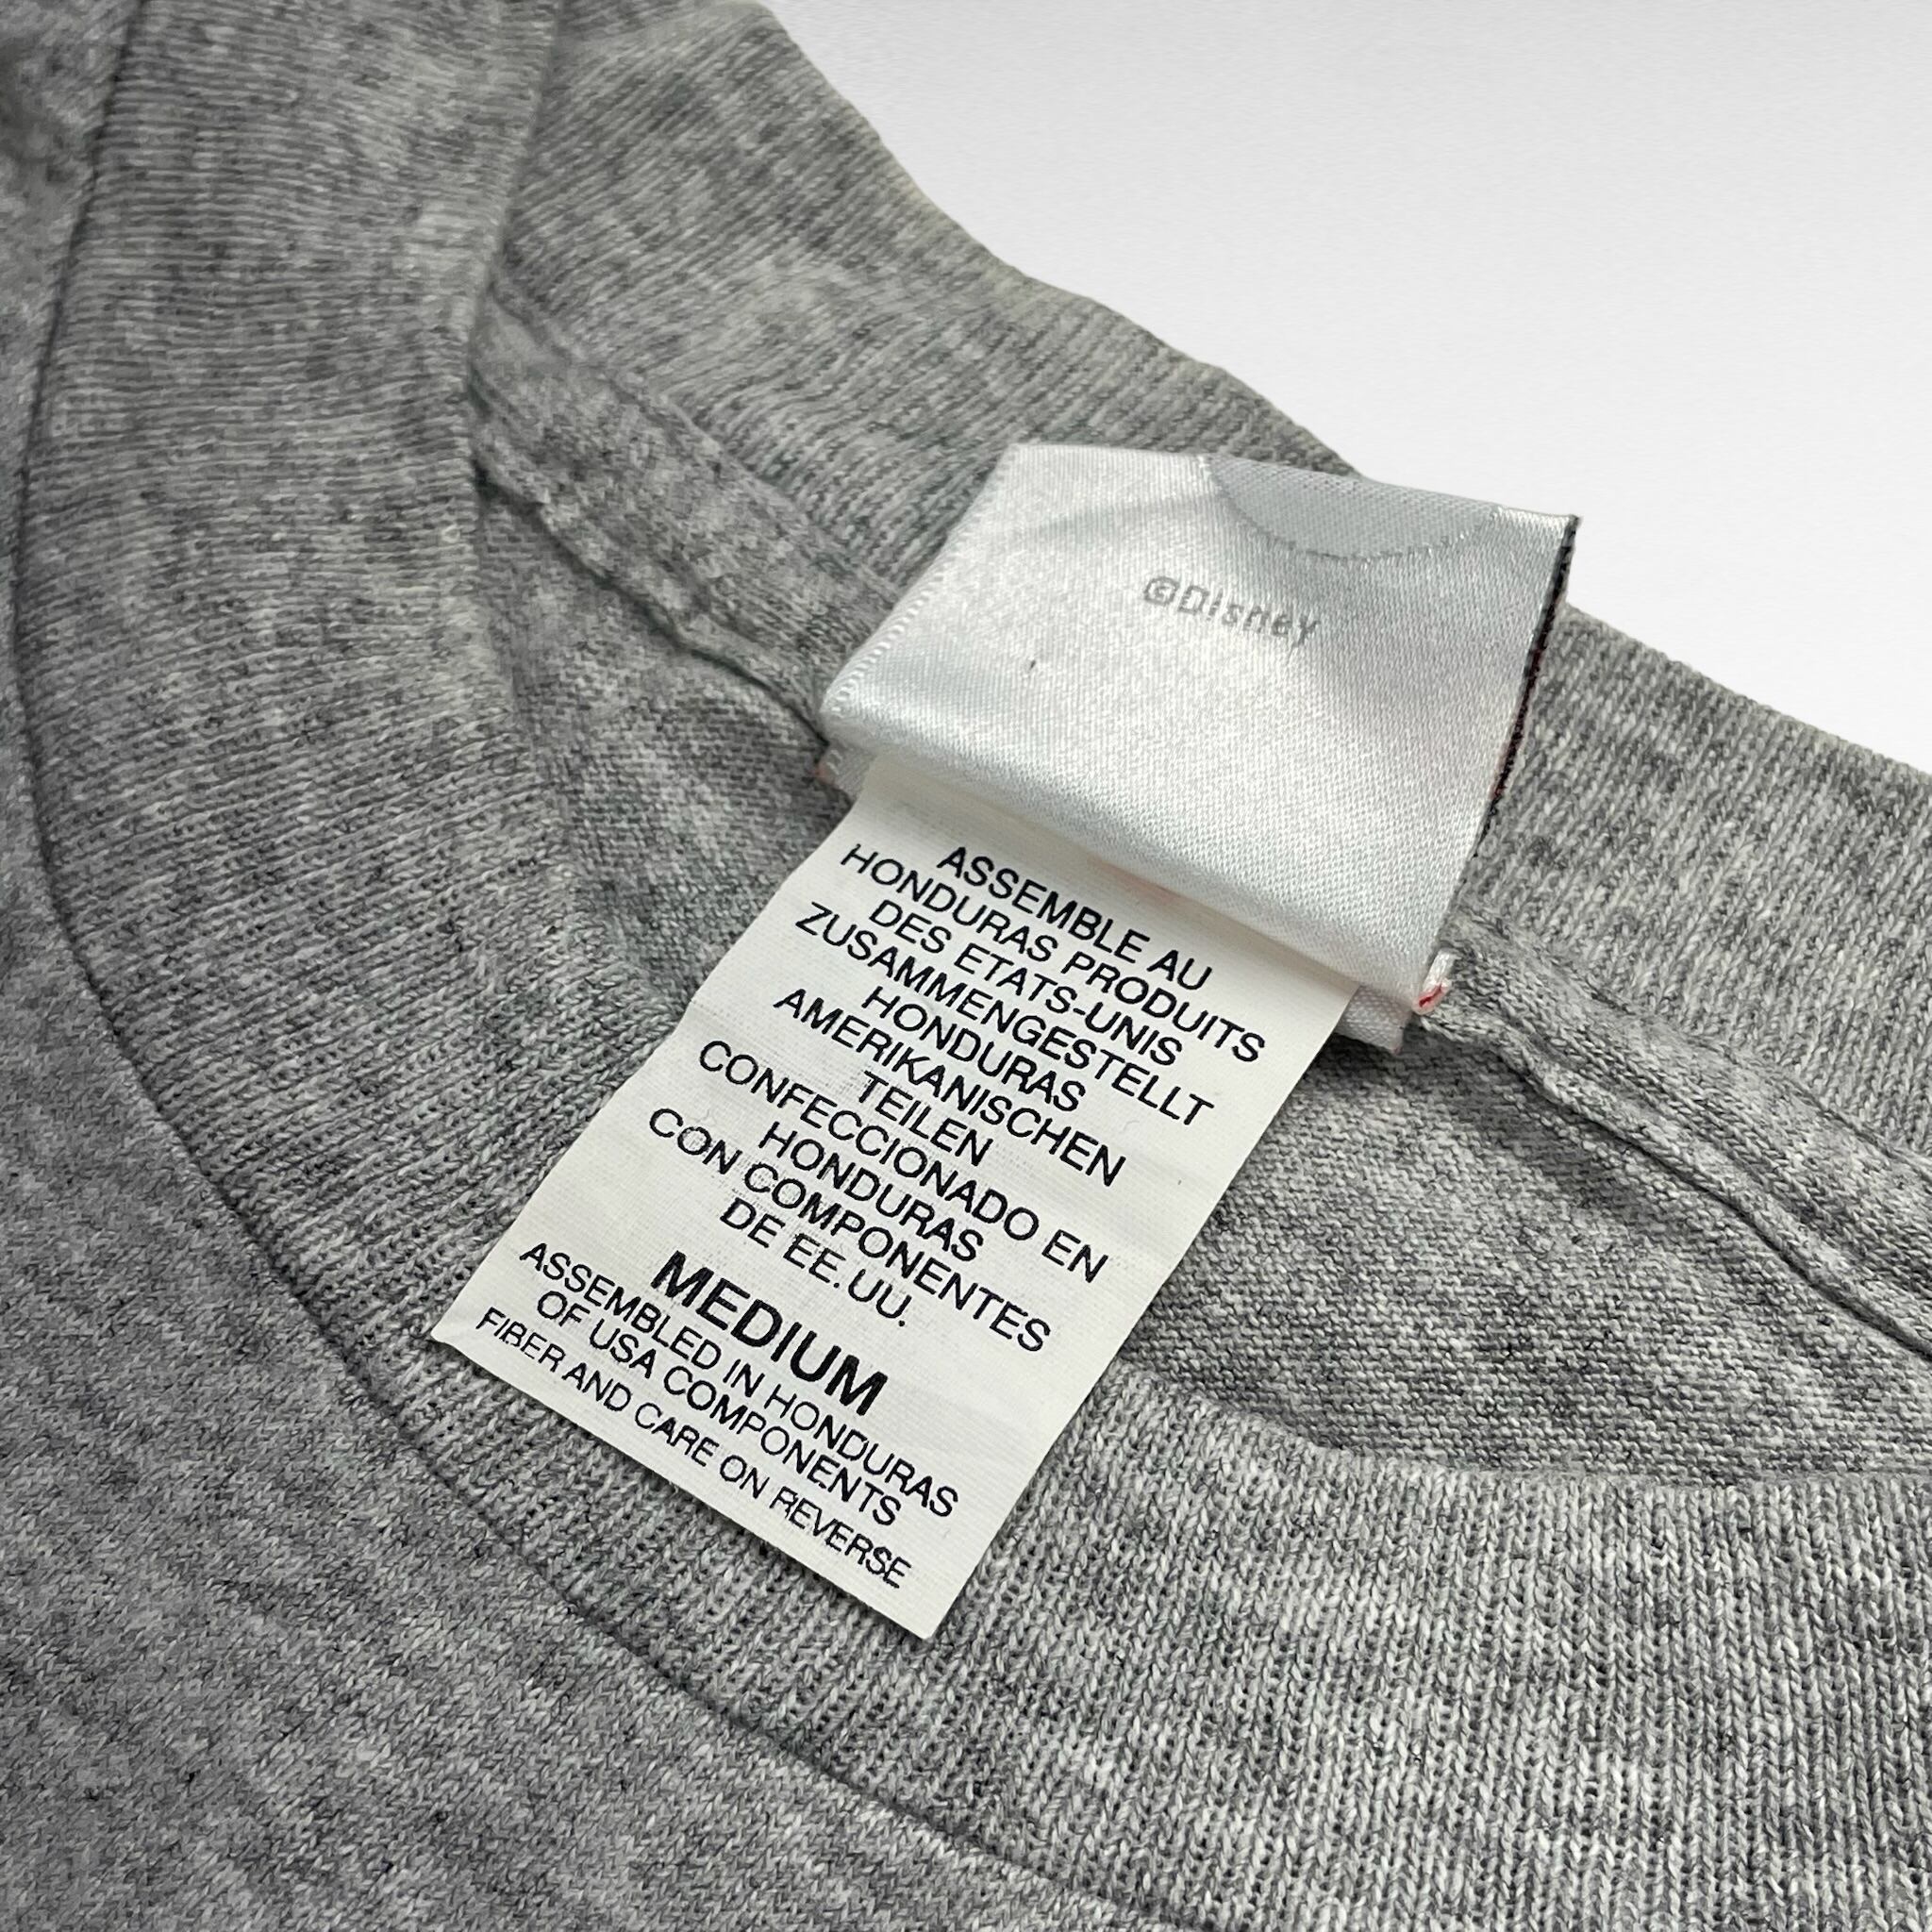 ©Disney
ASSEMBLE AU
HONDURAS PRODUITS
DES ETATS-UNIS
ZUSAMMENGESTELLT
HONDURAS
AMERIKANISCHEN
TEILEN
CONFECCIONADO EN
HONDURAS
CON COMPONENTES
DE EE.UU.
MEDIUM
ASSEMBLED IN HONDURAS
OF USA COMPONENTS
FIBER AND CARE ON REVERSE